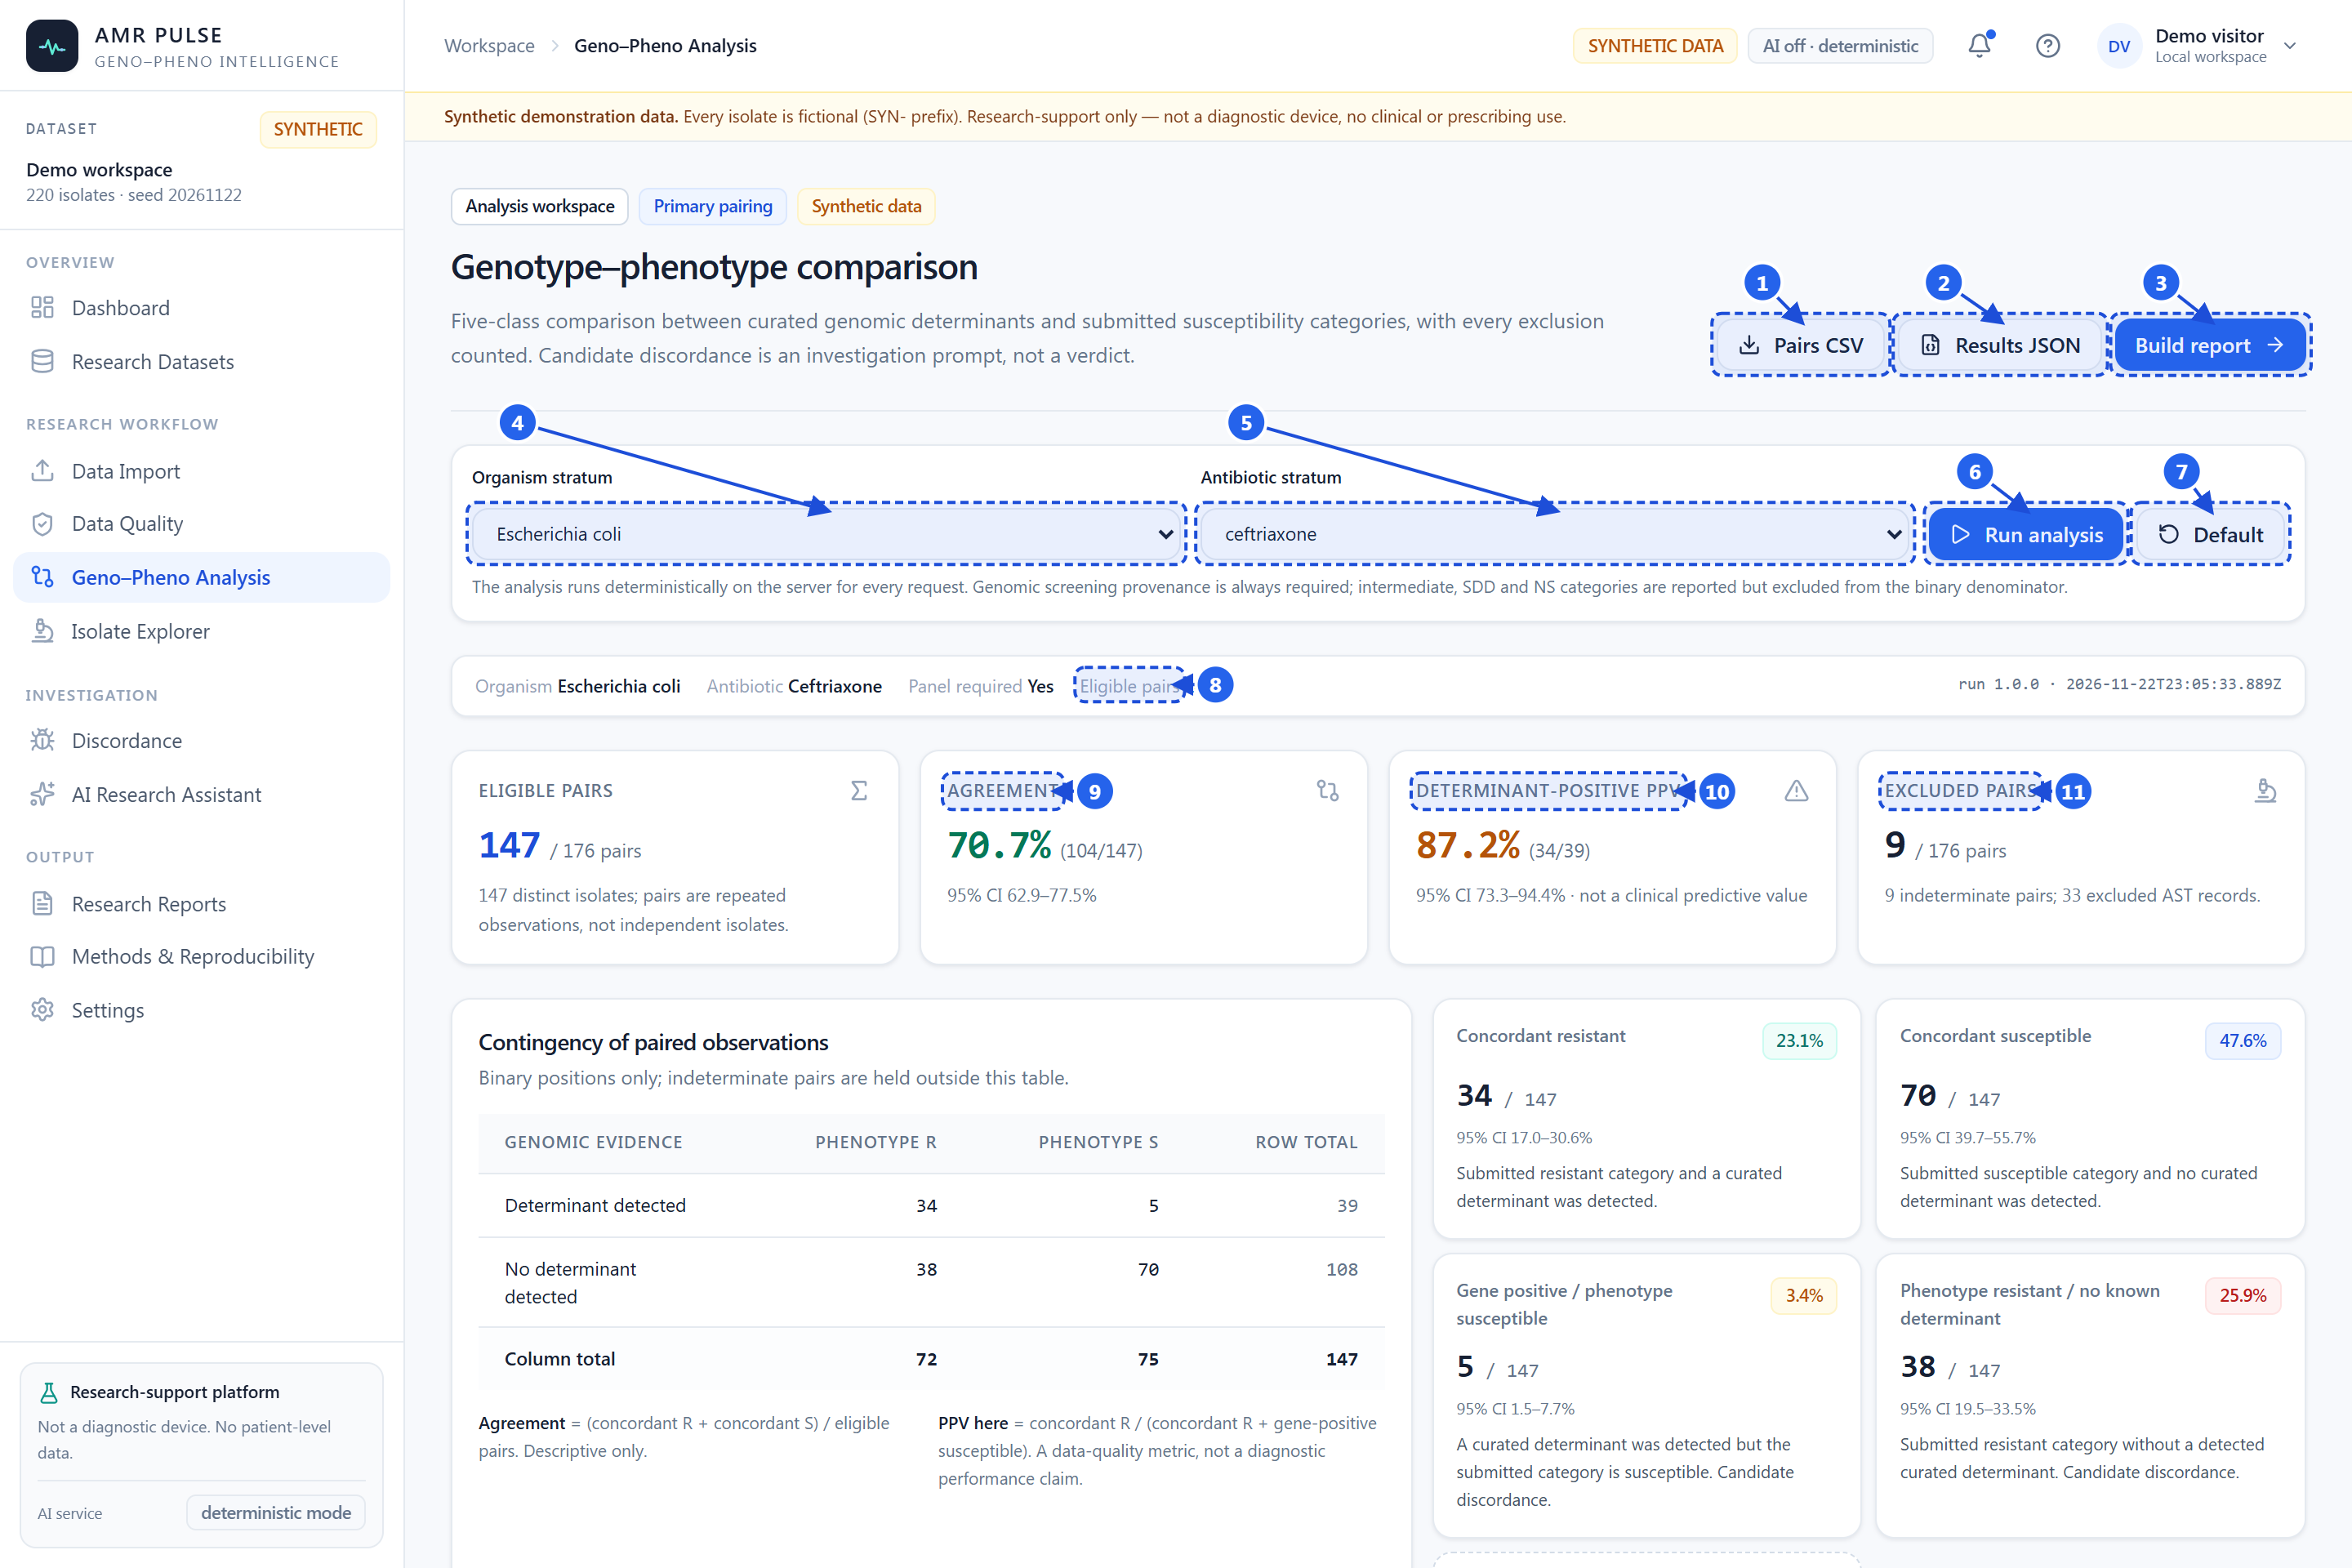 AMR PULSE
GENO–PHENO INTELLIGENCE
DATASET
SYNTHETIC
Demo workspace
220 isolates · seed 20261122
OVERVIEW
Dashboard
Research Datasets
RESEARCH WORKFLOW
Data Import
Data Quality
Geno–Pheno Analysis
Isolate Explorer
INVESTIGATION
Discordance
AI Research Assistant
OUTPUT
Research Reports
Methods & Reproducibility
Settings
Research-support platform
Not a diagnostic device. No patient-level
data.
AI service
deterministic mode
Workspace
Geno–Pheno Analysis
SYNTHETIC DATA
AI off · deterministic
DV
Demo visitor
Local workspace
Synthetic demonstration data. Every isolate is fictional (SYN- prefix). Research-support only — not a diagnostic device, no clinical or prescribing use.
Analysis workspace
Primary pairing
Synthetic data
Genotype–phenotype comparison
Five-class comparison between curated genomic determinants and submitted susceptibility categories, with every exclusion
counted. Candidate discordance is an investigation prompt, not a verdict.
1
2
3
Pairs CSV
Results JSON
Build report
4
5
6
7
Organism stratum
Antibiotic stratum
Escherichia coli
ceftriaxone
Run analysis
Default
The analysis runs deterministically on the server for every request. Genomic screening provenance is always required; intermediate, SDD and NS categories are reported but excluded from the binary denominator.
Organism Escherichia coli
Antibiotic Ceftriaxone
Panel required Yes
Eligible pairs
8
run 1.0.0 · 2026-11-22T23:05:33.889Z
ELIGIBLE PAIRS
147 / 176 pairs
147 distinct isolates; pairs are repeated
observations, not independent isolates.
AGREEMENT
9
70.7% (104/147)
95% CI 62.9–77.5%
DETERMINANT-POSITIVE PPV
10
87.2% (34/39)
95% CI 73.3–94.4% · not a clinical predictive value
EXCLUDED PAIRS
11
9 / 176 pairs
9 indeterminate pairs; 33 excluded AST records.
Contingency of paired observations
Binary positions only; indeterminate pairs are held outside this table.
GENOMIC EVIDENCE PHENOTYPE R PHENOTYPE S ROW TOTAL
Determinant detected 34 5 39
No determinant
detected 38 70 108
Column total 72 75 147
Agreement = (concordant R + concordant S) / eligible
pairs. Descriptive only.
PPV here = concordant R / (concordant R + gene-positive
susceptible). A data-quality metric, not a diagnostic
performance claim.
Concordant resistant
23.1%
34 / 147
95% CI 17.0–30.6%
Submitted resistant category and a curated
determinant was detected.
Concordant susceptible
47.6%
70 / 147
95% CI 39.7–55.7%
Submitted susceptible category and no curated
determinant was detected.
Gene positive / phenotype
susceptible
3.4%
5 / 147
95% CI 1.5–7.7%
A curated determinant was detected but the
submitted category is susceptible. Candidate
discordance.
Phenotype resistant / no known
determinant
25.9%
38 / 147
95% CI 19.5–33.5%
Submitted resistant category without a detected
curated determinant. Candidate discordance.